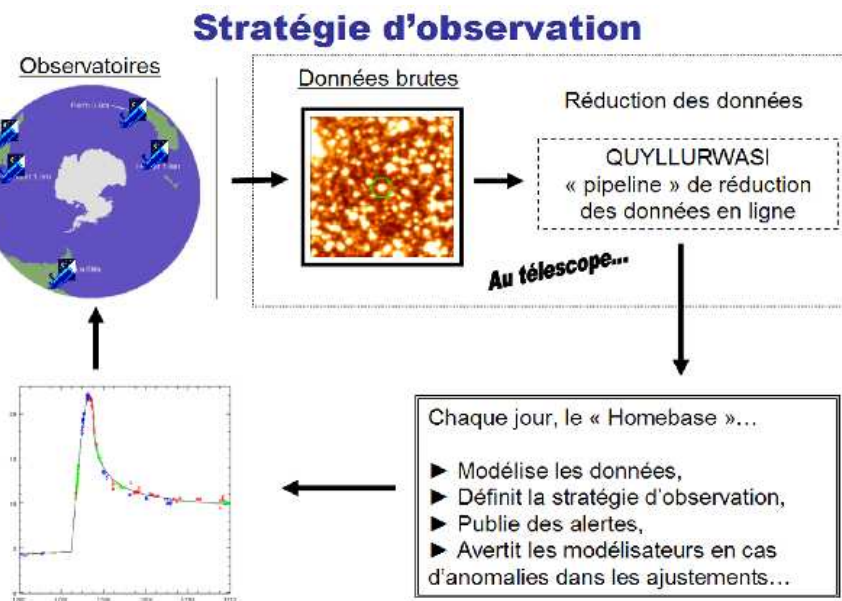 Stratégie d’observation
Observatoires
Données brutes
Réduction des données
QUYLLURWASI
« pipeline » de réduction
des données en ligne
Au télescope...
Chaque jour, le « Homebase »…
► Modélise les données,
► Définit la stratégie d’observation,
► Publie des alertes,
► Avertit les modélisateurs en cas
d’anomalies dans les ajustements…